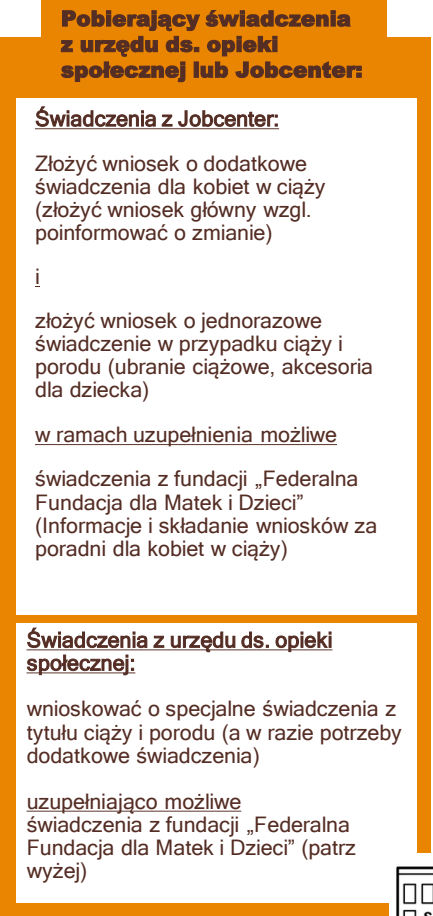 Pobierający świadczenia
z urzędu ds. opieki
społecznej lub Jobcenter:
Świadczenia z Jobcenter:
Złożyć wniosek o dodatkowe
świadczenia dla kobiet w ciąży
(złożyć wniosek główny wzgl.
poinformować o zmianie)
i
złożyć wniosek o jednorazowe
świadczenie w przypadku ciąży i
porodu (ubranie ciążowe, akcesoria
dla dziecka)
w ramach uzupełnienia możliwe
świadczenia z fundacji „Federalna
Fundacja dla Matek i Dzieci”
(Informacje i składanie wniosków za
poradni dla kobiet w ciąży)
Świadczenia z urzędu ds. opieki
społecznej:
wnioskować o specjalne świadczenia z
tytułu ciąży i porodu (a w razie potrzeby
dodatkowe świadczenia)
uzupełniająco możliwe
świadczenia z fundacji „Federalna
Fundacja dla Matek i Dzieci” (patrz
wyżej)